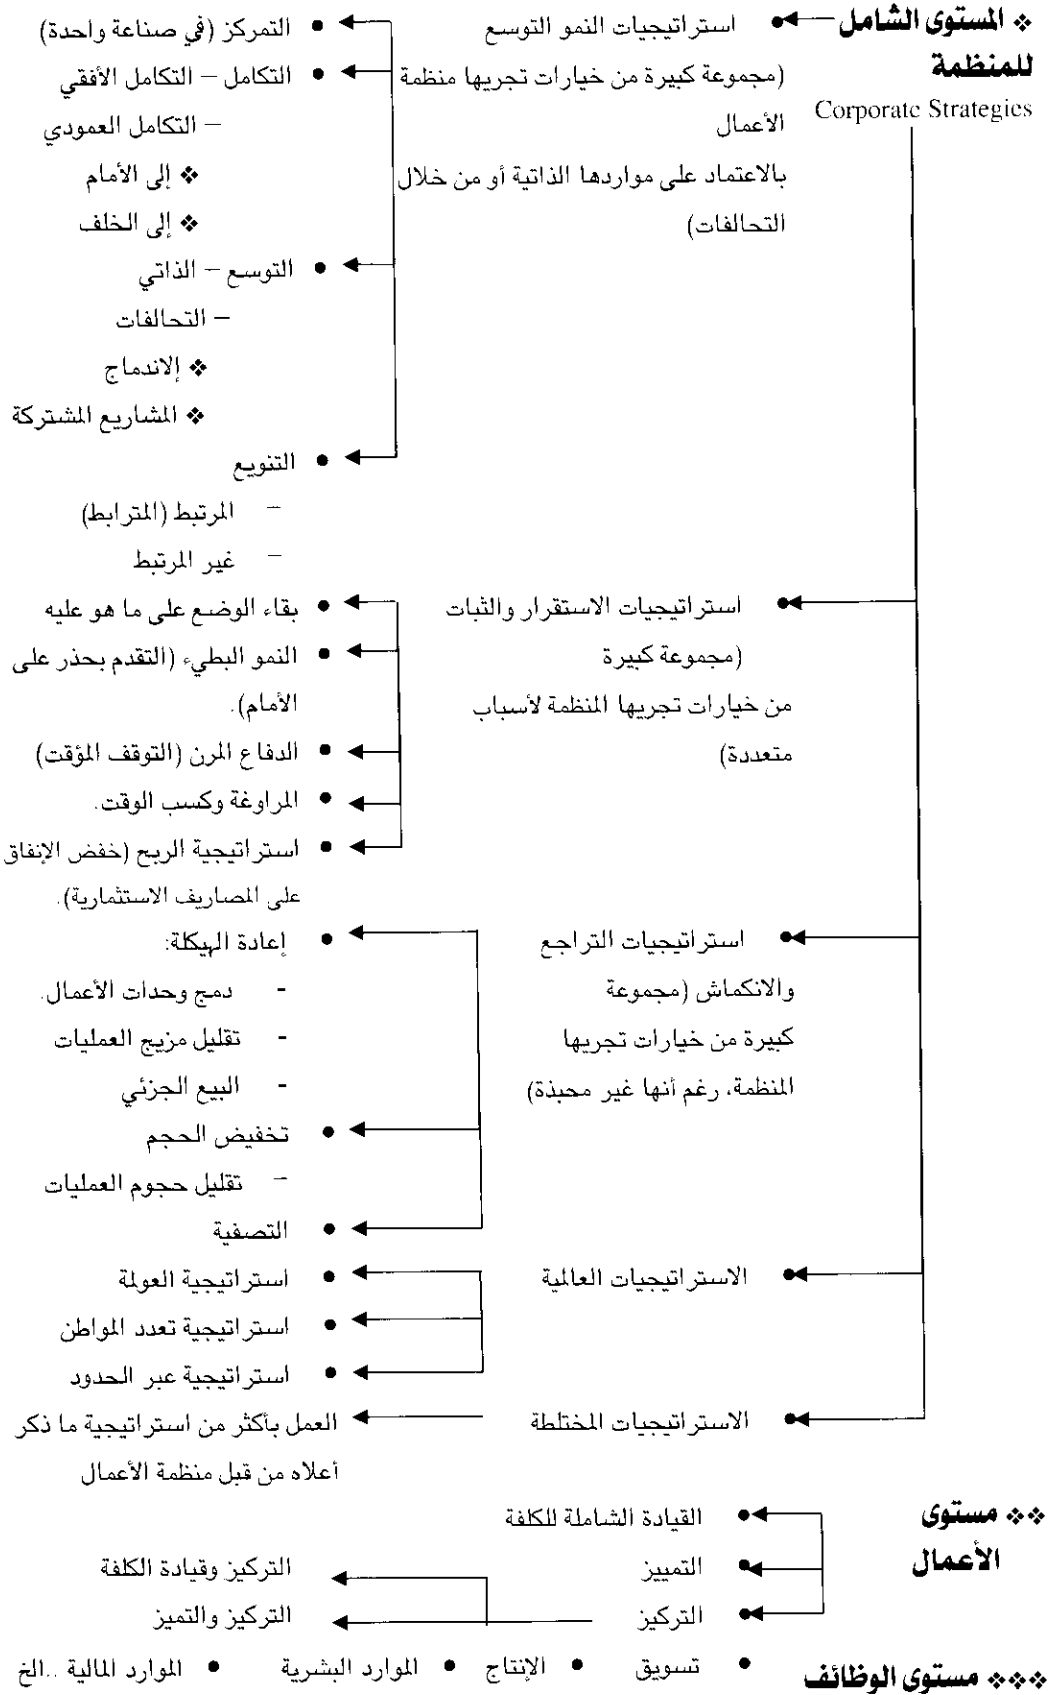 ❖ المستوى الشامل
للمنظمة
Corporate Strategies
• استراتيجيات النمو التوسع
(مجموعة كبيرة من خيارات تجريها منظمة
الأعمال
بالاعتماد على مواردها الذاتية أو من خلال
التحالفات)
• التمركز (في صناعة واحدة)
• التكامل – التكامل الأفقي
– التكامل العمودي
❖ إلى الأمام
❖ إلى الخلف
• التوسع – الذاتي
– التحالفات
❖ إلاندماج
❖ المشاريع المشتركة
• التنويع
– المرتبط (المترابط)
– غير المرتبط
• استراتيجيات الاستقرار والثبات
(مجموعة كبيرة
من خيارات تجريها المنظمة لأسباب
متعددة)
• بقاء الوضع على ما هو عليه
• النمو البطيء (التقدم بحذر على
الأمام).
• الدفاع المرن (التوقف المؤقت)
• المراوغة وكسب الوقت.
• استراتيجية الربح (خفض الإنفاق
على المصاريف الاستثمارية).
• استراتيجيات التراجع
والانكماش (مجموعة
كبيرة من خيارات تجريها
المنظمة، رغم أنها غير محبذة)
• إعادة الهيكلة:
- دمج وحدات الأعمال.
- تقليل مزيج العمليات
- البيع الجزئي
• تخفيض الحجم
– تقليل حجوم العمليات
• التصفية
• الاستراتيجيات العالمية
• استراتيجية العولمة
• استراتيجية تعدد المواطن
• استراتيجية عبر الحدود
• الاستراتيجيات المختلطة
العمل بأكثر من استراتيجية ما ذكر
أعلاه من قبل منظمة الأعمال
❖❖ مستوى
الأعمال
• القيادة الشاملة للكلفة
• التمييز
• التركيز
التركيز وقيادة الكلفة
التركيز والتميز
❖❖❖ مستوى الوظائف • تسويق • الإنتاج • الموارد البشرية • الموارد المالية ..الخ